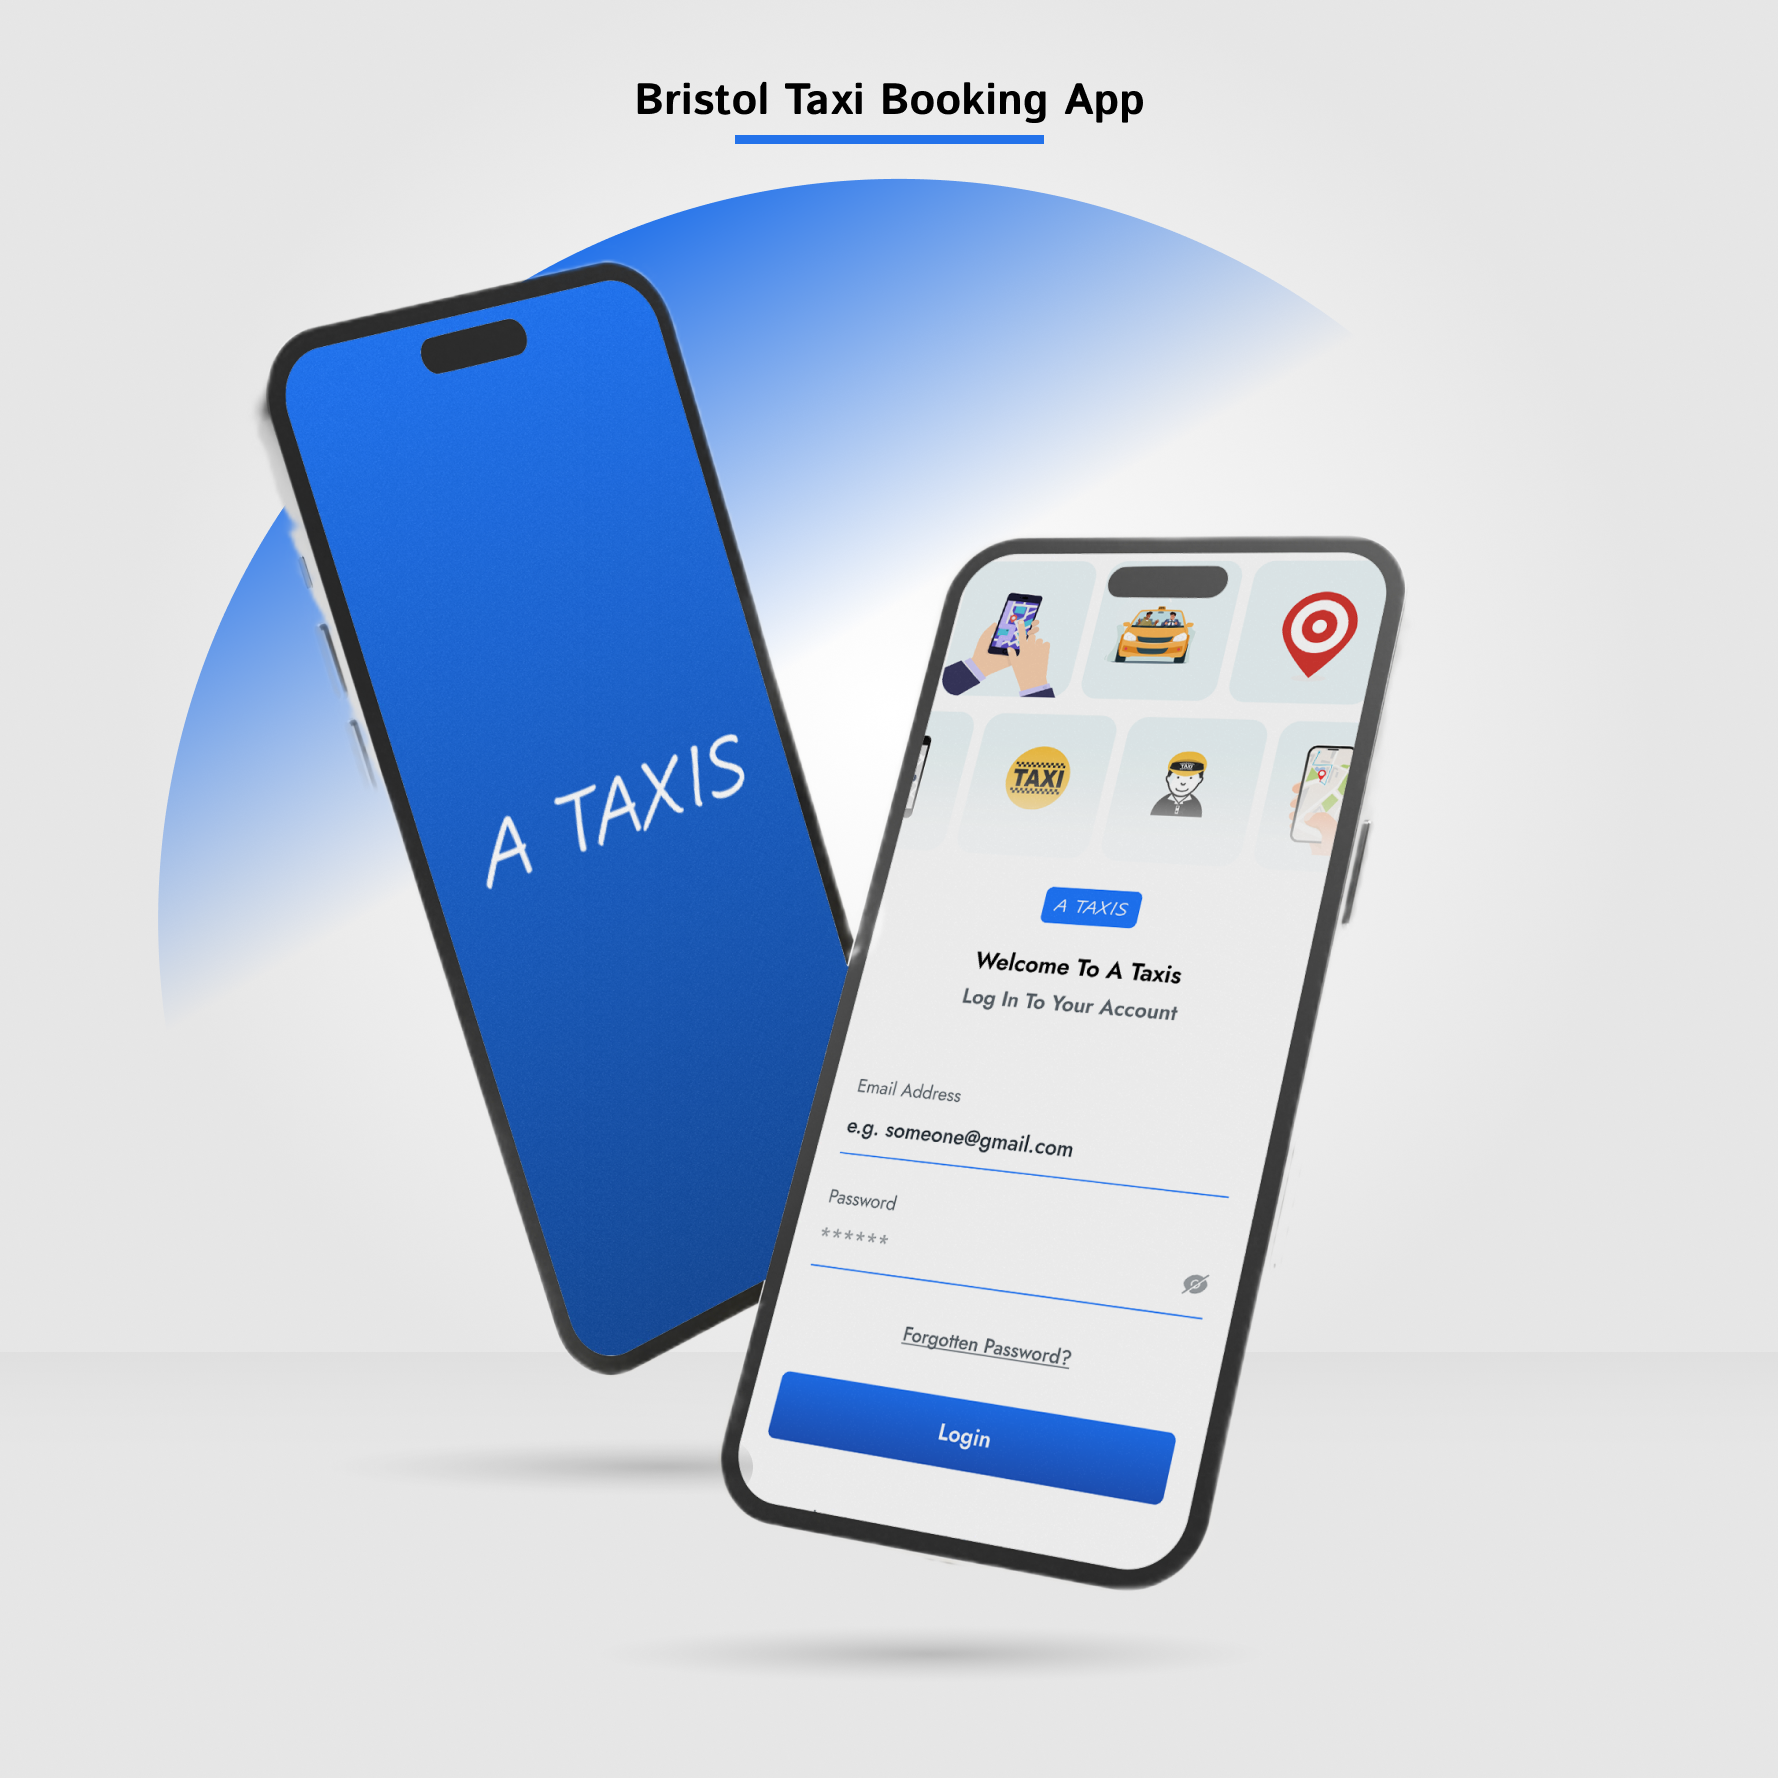 Bristol Taxi Booking App
A TAXIS
TAXI
TAXI
A TAXIS
Welcome To A Taxis
Log In To Your Account
Email Address
e.g. someone@gmail.com
Password
******
Forgotten Password?
Login